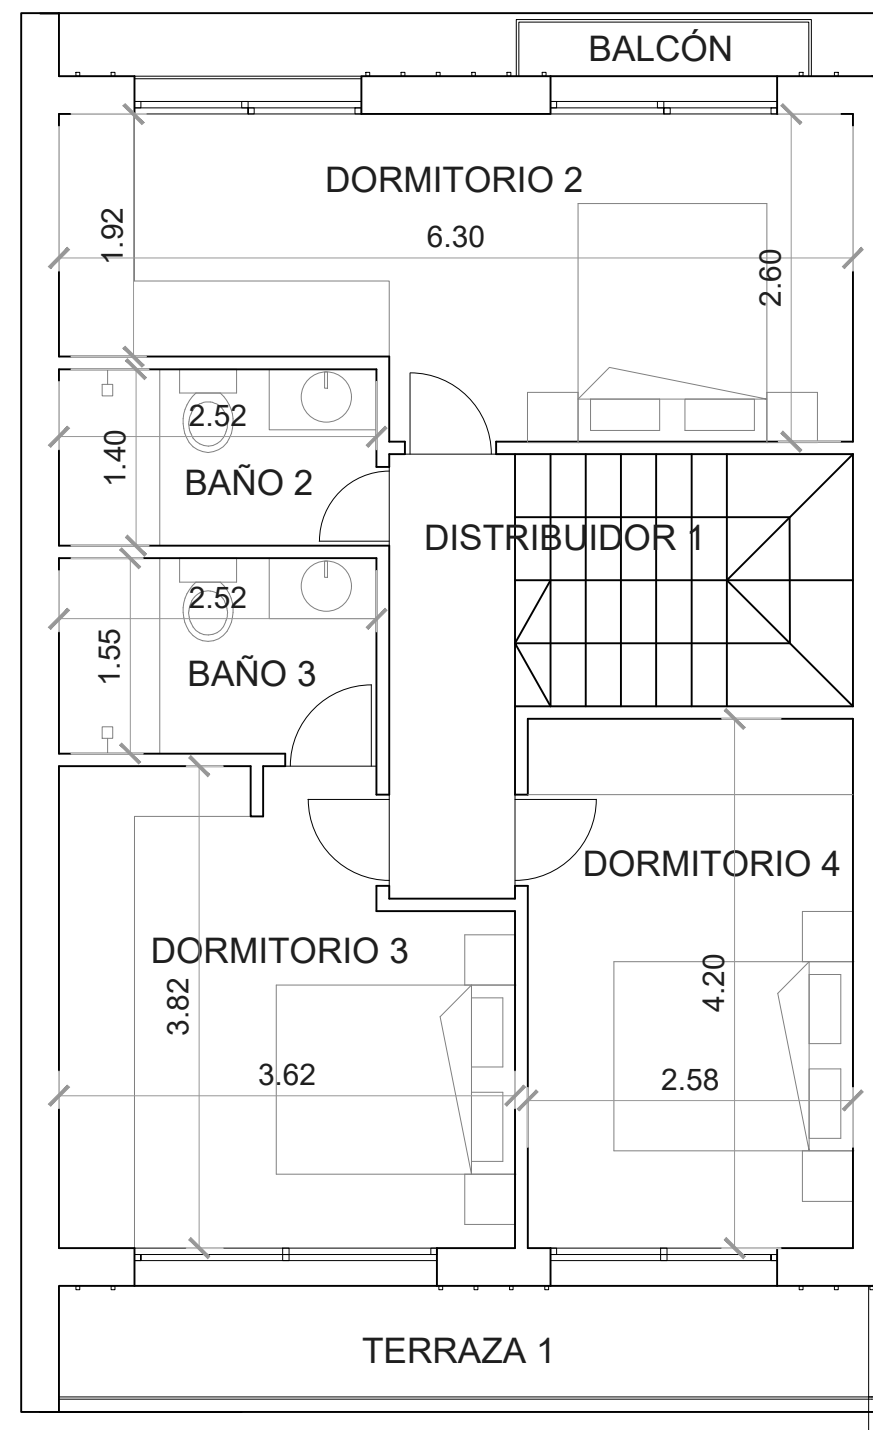 BALCÓN
DORMITORIO 2
1.92
6.30
2.60
2.52
1.40
BAÑO 2
DISTRIBUIDOR 1
2.52
1.55
BAÑO 3
DORMITORIO 4
DORMITORIO 3
3.82
4.20
3.62
2.58
TERRAZA 1